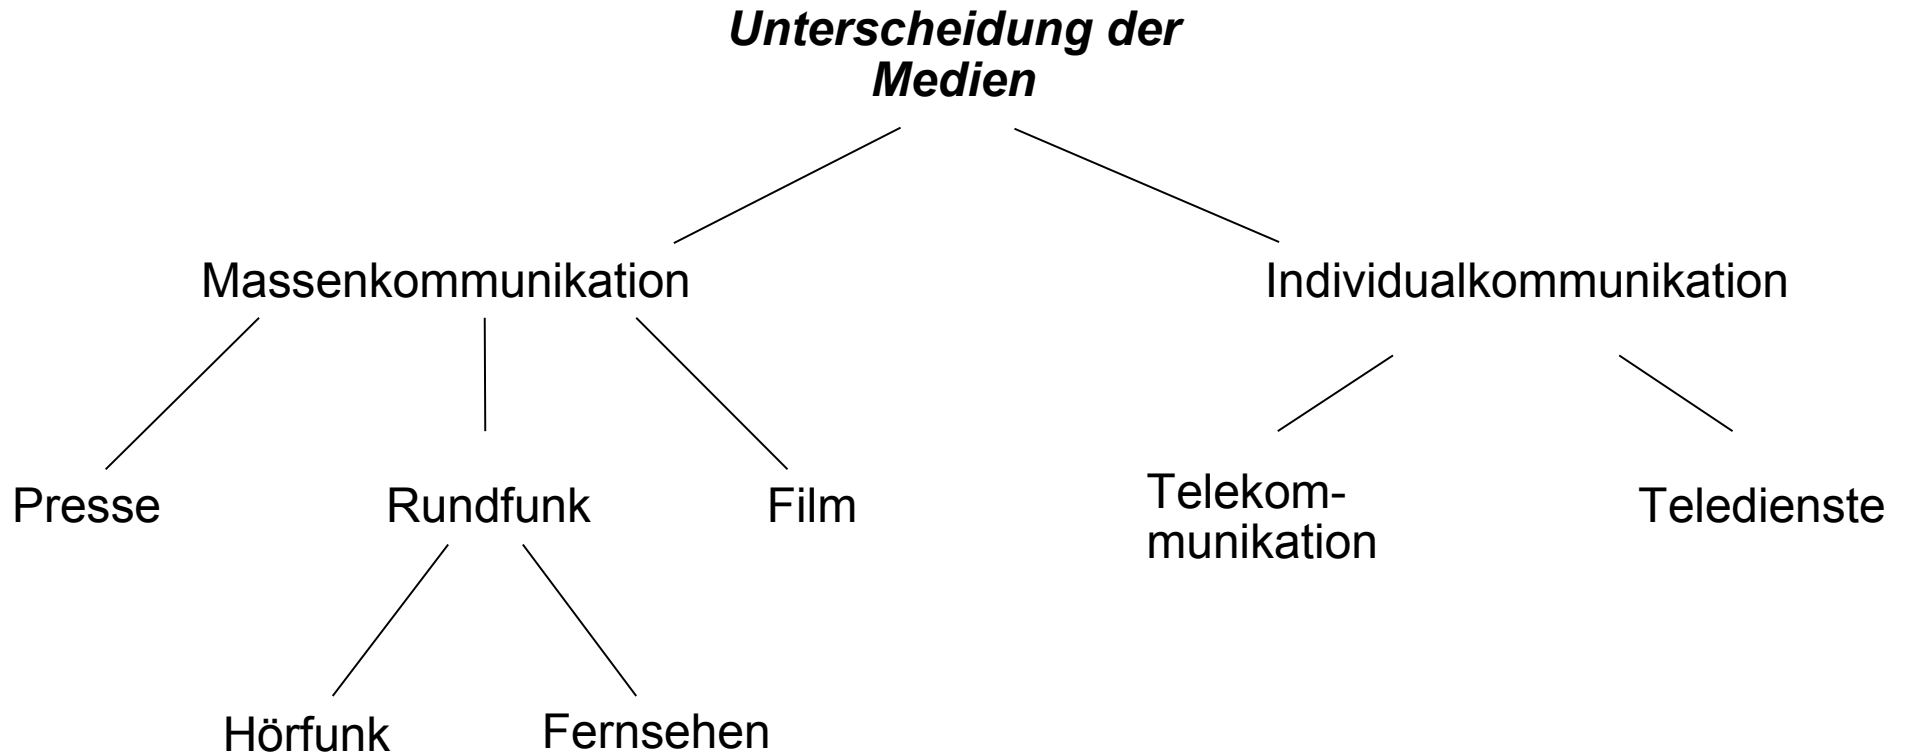 Unterscheidung der
Medien
Massenkommunikation
Individualkommunikation
Presse
Rundfunk
Film
Telekom-
munikation
Teledienste
Hörfunk
Fernsehen